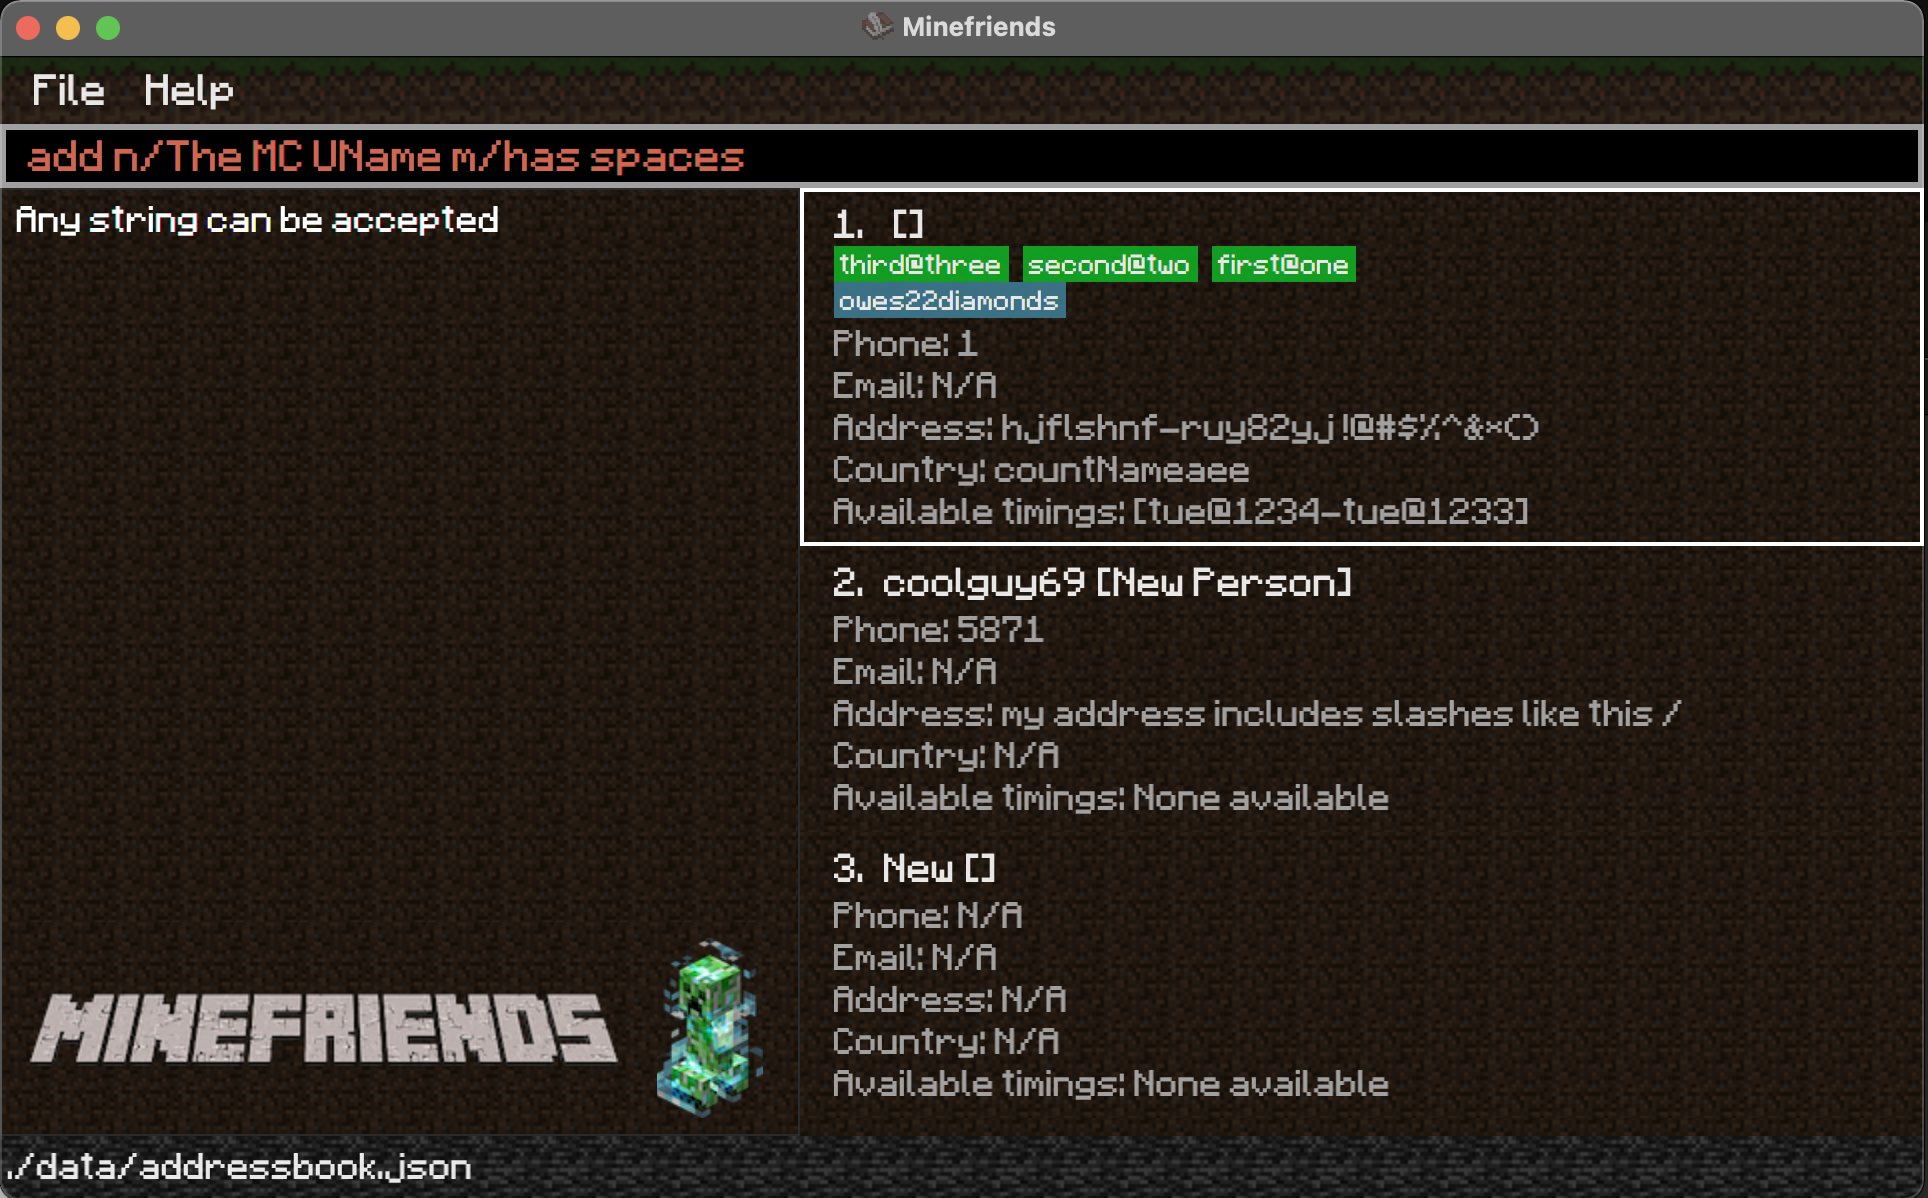 Minefriends
File Help
add n/The MC UName m/has spaces
Any string can be accepted
1. []
third@three second@two first@one
owes22diamonds
Phone: 1
Email: N/A
Address: hjflshnf-ruy82yj!@#$%^&*()
Country: countNameaee
Available timings: [tue@1234-tue@1233]
2. coolguy69 [New Person]
Phone: 5871
Email: N/A
Address: my address includes slashes like this /
Country: N/A
Available timings: None available
3. New []
Phone: N/A
Email: N/A
Address: N/A
Country: N/A
Available timings: None available
MINEFRIENDS
./data/addressbook.json